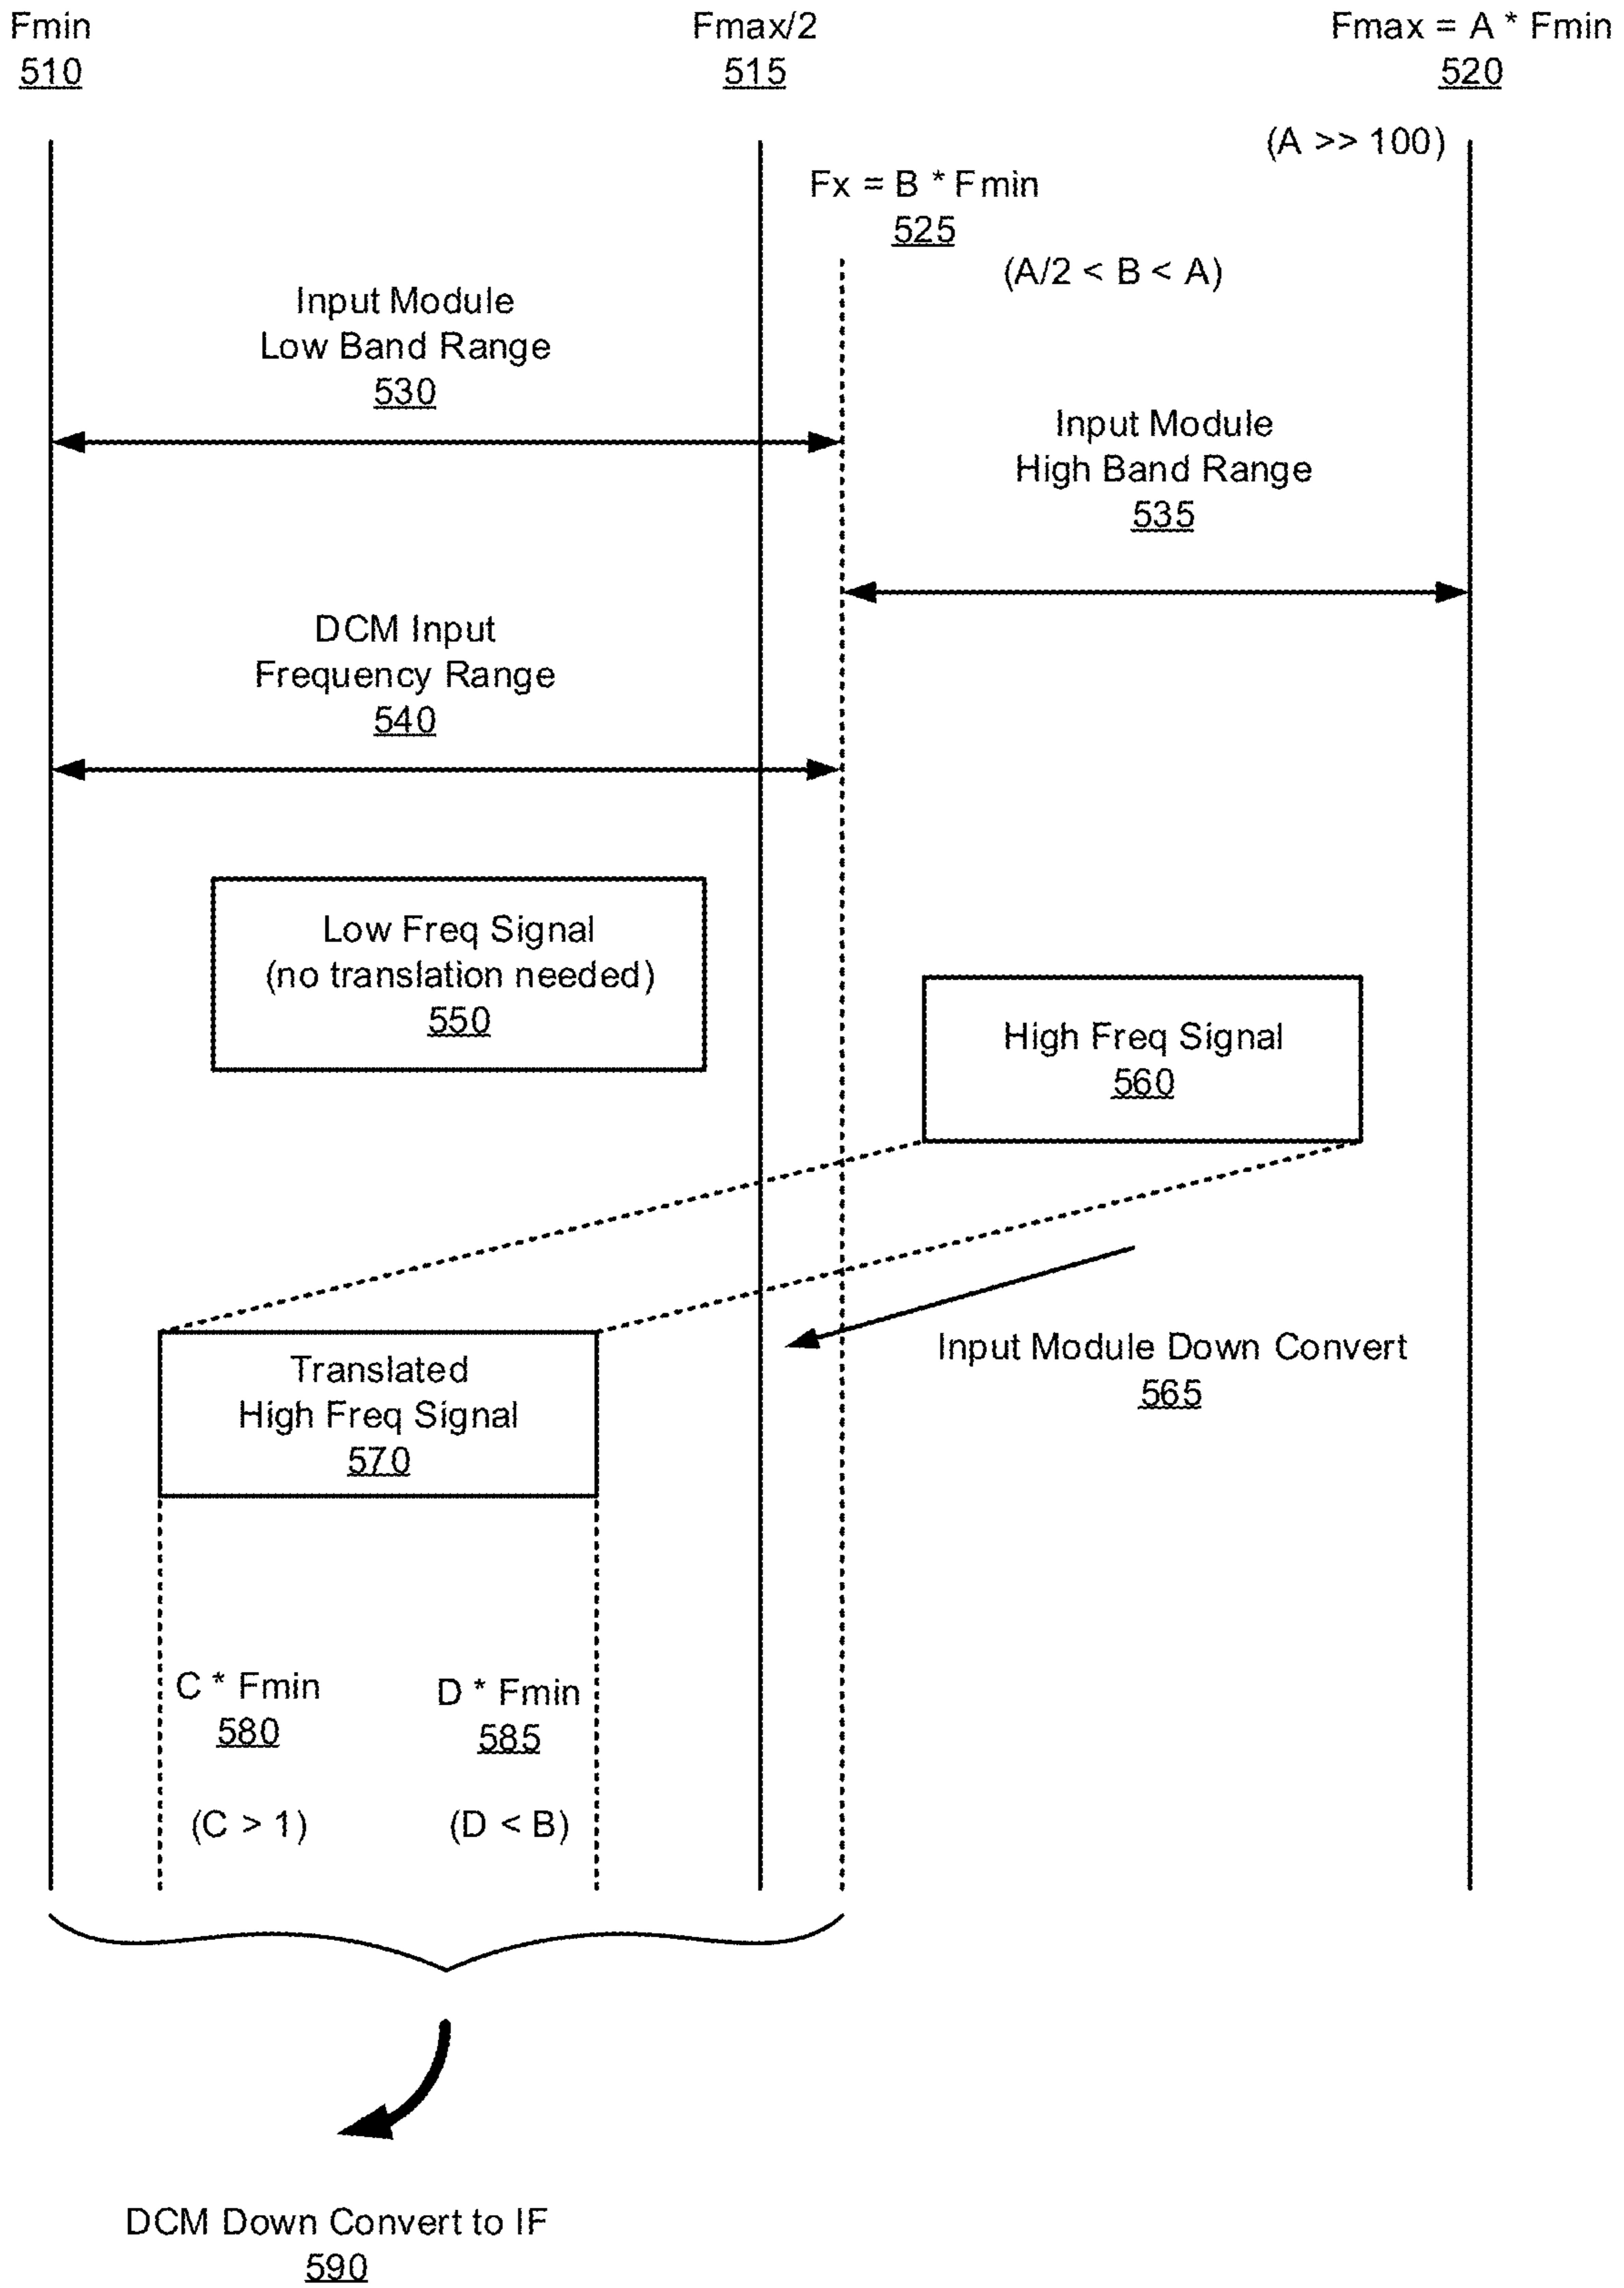 Fmin
510
Fmax/2
515
Fmax = A * Fmin
520
(A >> 100)
Fx = B * Fmin
525
(A/2 < B < A)
Input Module
Low Band Range
530
Input Module
High Band Range
535
DCM Input
Frequency Range
540
Low Freq Signal
(no translation needed)
550
High Freq Signal
560
Input Module Down Convert
565
Translated
High Freq Signal
570
C * Fmin
580
(C > 1)
D * Fmin
585
(D < B)
DCM Down Convert to IF
590